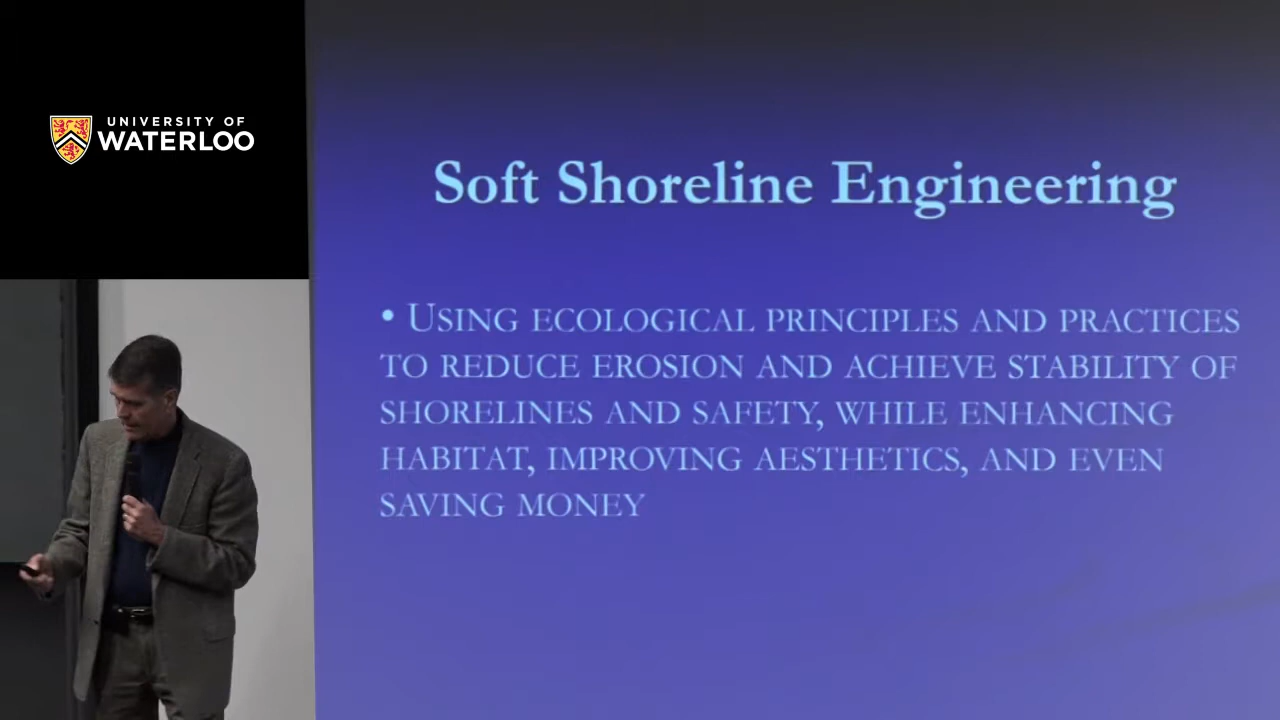 UNIVERSITY OF
WATERLOO
Soft Shoreline Engineering
• USING ECOLOGICAL PRINCIPLES AND PRACTICES
TO REDUCE EROSION AND ACHIEVE STABILITY OF
SHORELINES AND SAFETY, WHILE ENHANCING
HABITAT, IMPROVING AESTHETICS, AND EVEN
SAVING MONEY